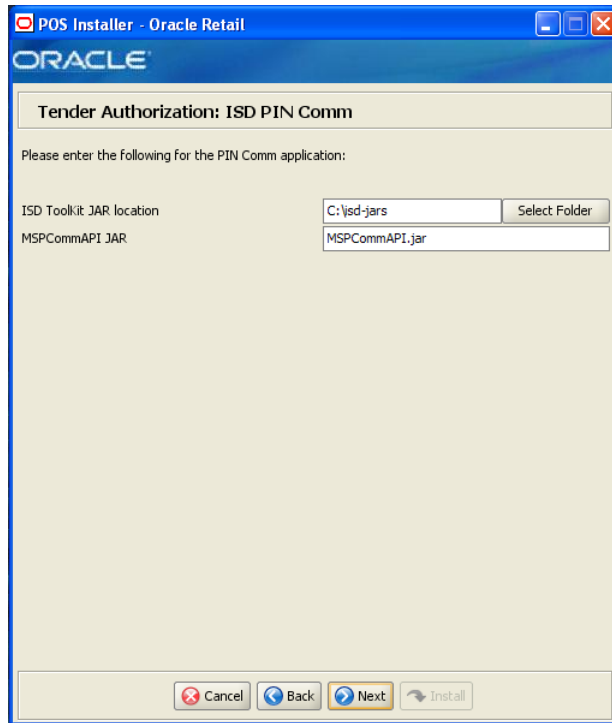 POS Installer - Oracle Retail
ORACLE
Tender Authorization: ISD PIN Comm
Please enter the following for the PIN Comm application:
ISD ToolKit JAR location C:\isd-jars Select Folder
MSPCommAPI JAR MSPCommAPI.jar
Cancel Back Next Install